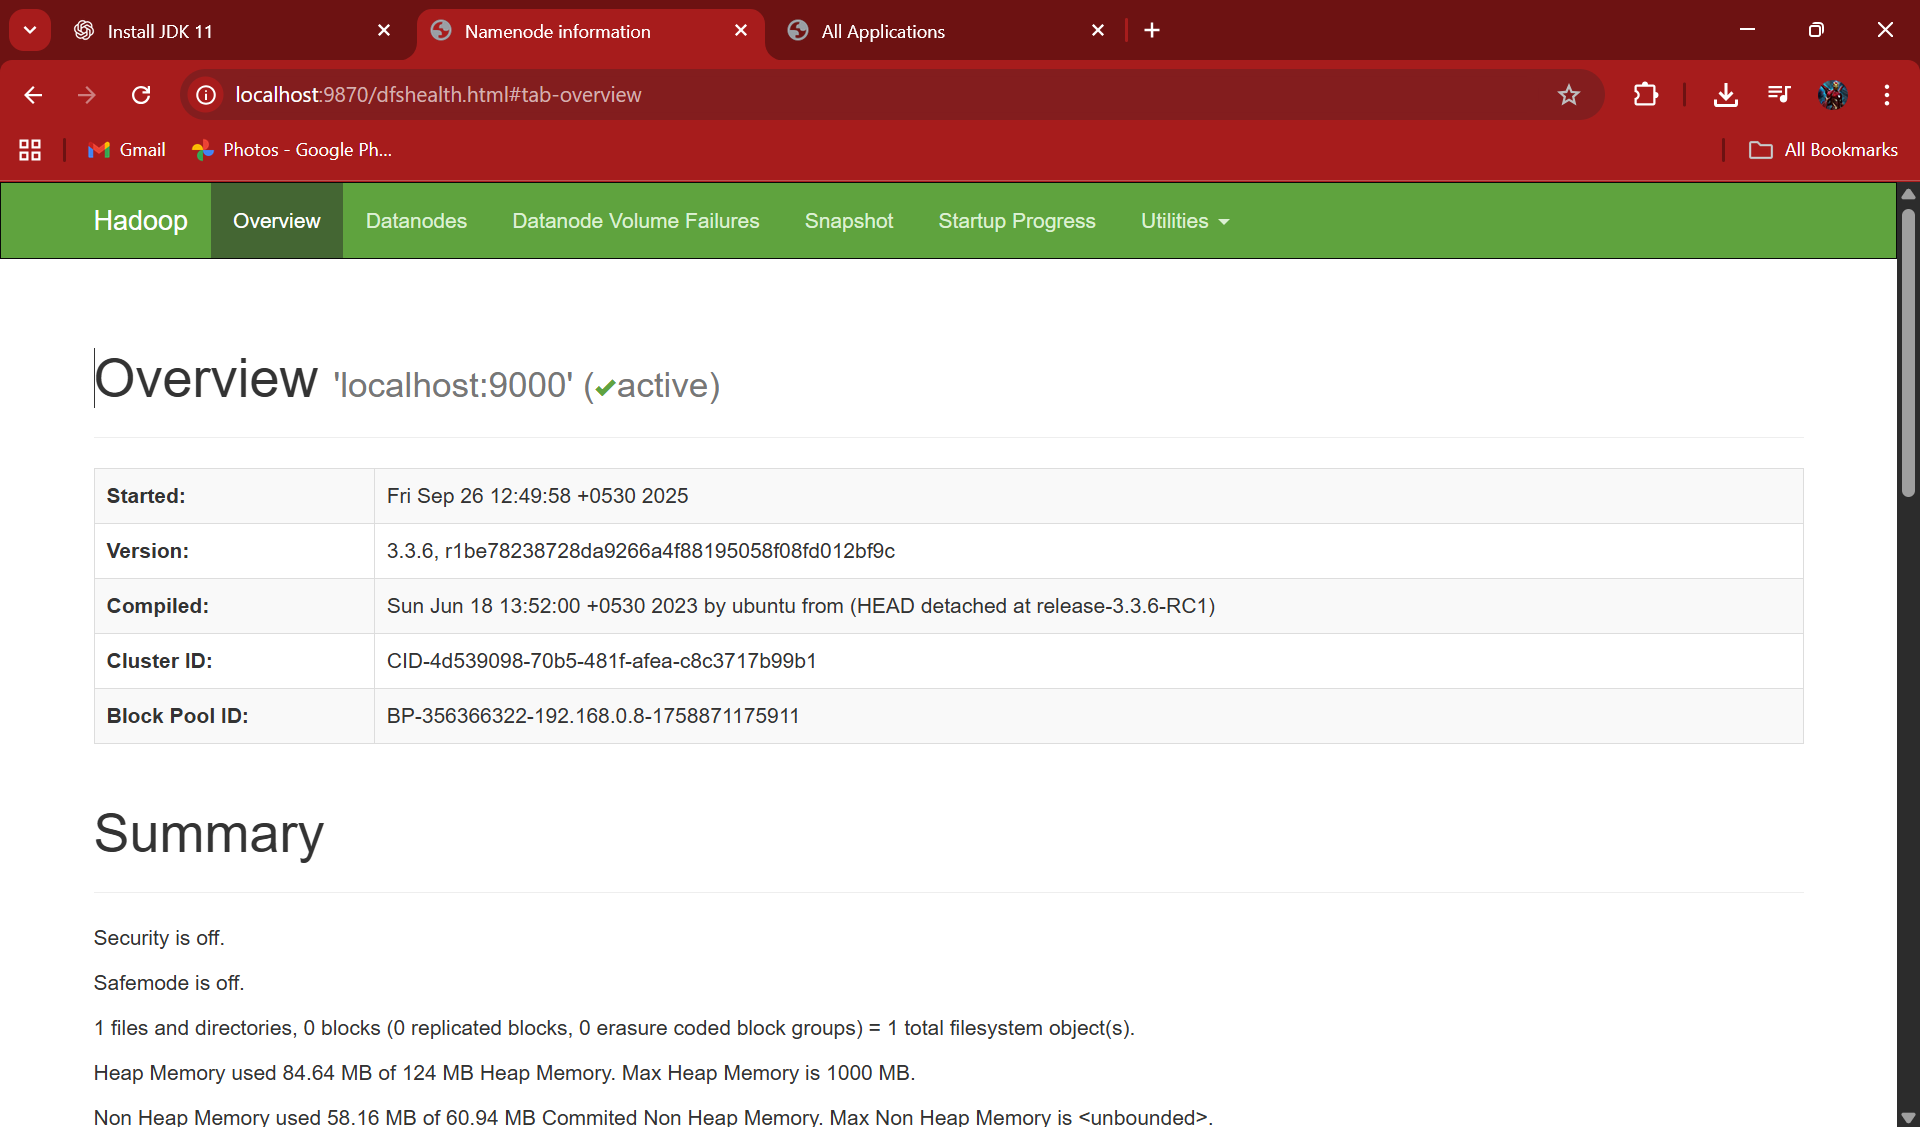 Install JDK 11
Namenode information
All Applications
localhost:9870/dfshealth.html#tab-overview
Gmail
Photos - Google Ph...
All Bookmarks
Hadoop Overview Datanodes Datanode Volume Failures Snapshot Startup Progress Utilities
Overview 'localhost:9000' (✔active)
Started: Fri Sep 26 12:49:58 +0530 2025
Version: 3.3.6, r1be78238728da9266a4f88195058f08fd012bf9c
Compiled: Sun Jun 18 13:52:00 +0530 2023 by ubuntu from (HEAD detached at release-3.3.6-RC1)
Cluster ID: CID-4d539098-70b5-481f-afea-c8c3717b99b1
Block Pool ID: BP-356366322-192.168.0.8-1758871175911
Summary
Security is off.
Safemode is off.
1 files and directories, 0 blocks (0 replicated blocks, 0 erasure coded block groups) = 1 total filesystem object(s).
Heap Memory used 84.64 MB of 124 MB Heap Memory. Max Heap Memory is 1000 MB.
Non Heap Memory used 58.16 MB of 60.94 MB Commited Non Heap Memory. Max Non Heap Memory is <unbounded>.